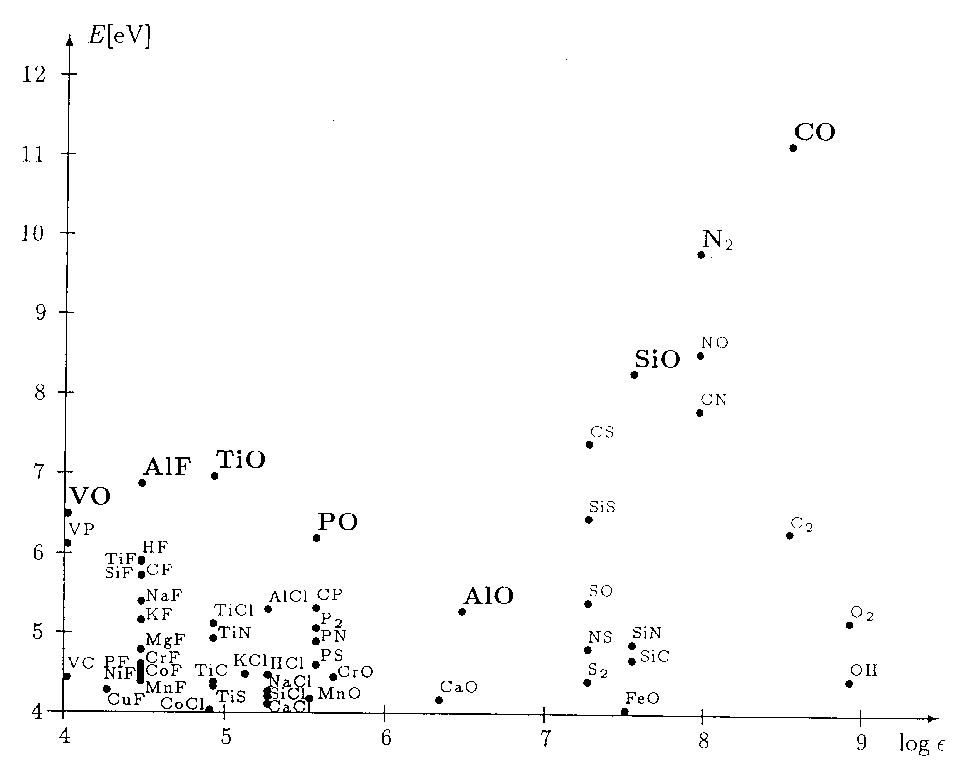 E[eV]
12
CO
11
N₂
10
9
NO
SiO
8
CN
CS
7
AlF TiO
VO
SiS
PO
C₂
VP
6
HF
TiF
SiF CF
NaF
AlCl CP
AlO
SO
KF
TiCl
P₂
O₂
5
TiN
PN
NS
SiN
MgF
VC PF CrF
KCl HCl PS
SiC
NiF CoF
TiC
CrO
S₂
OH
MnF
NaCl
CaO
CuF
TiS SiCl MnO
FeO
CoCl CaCl
4
4 5 6 7 8 9 log ϵ